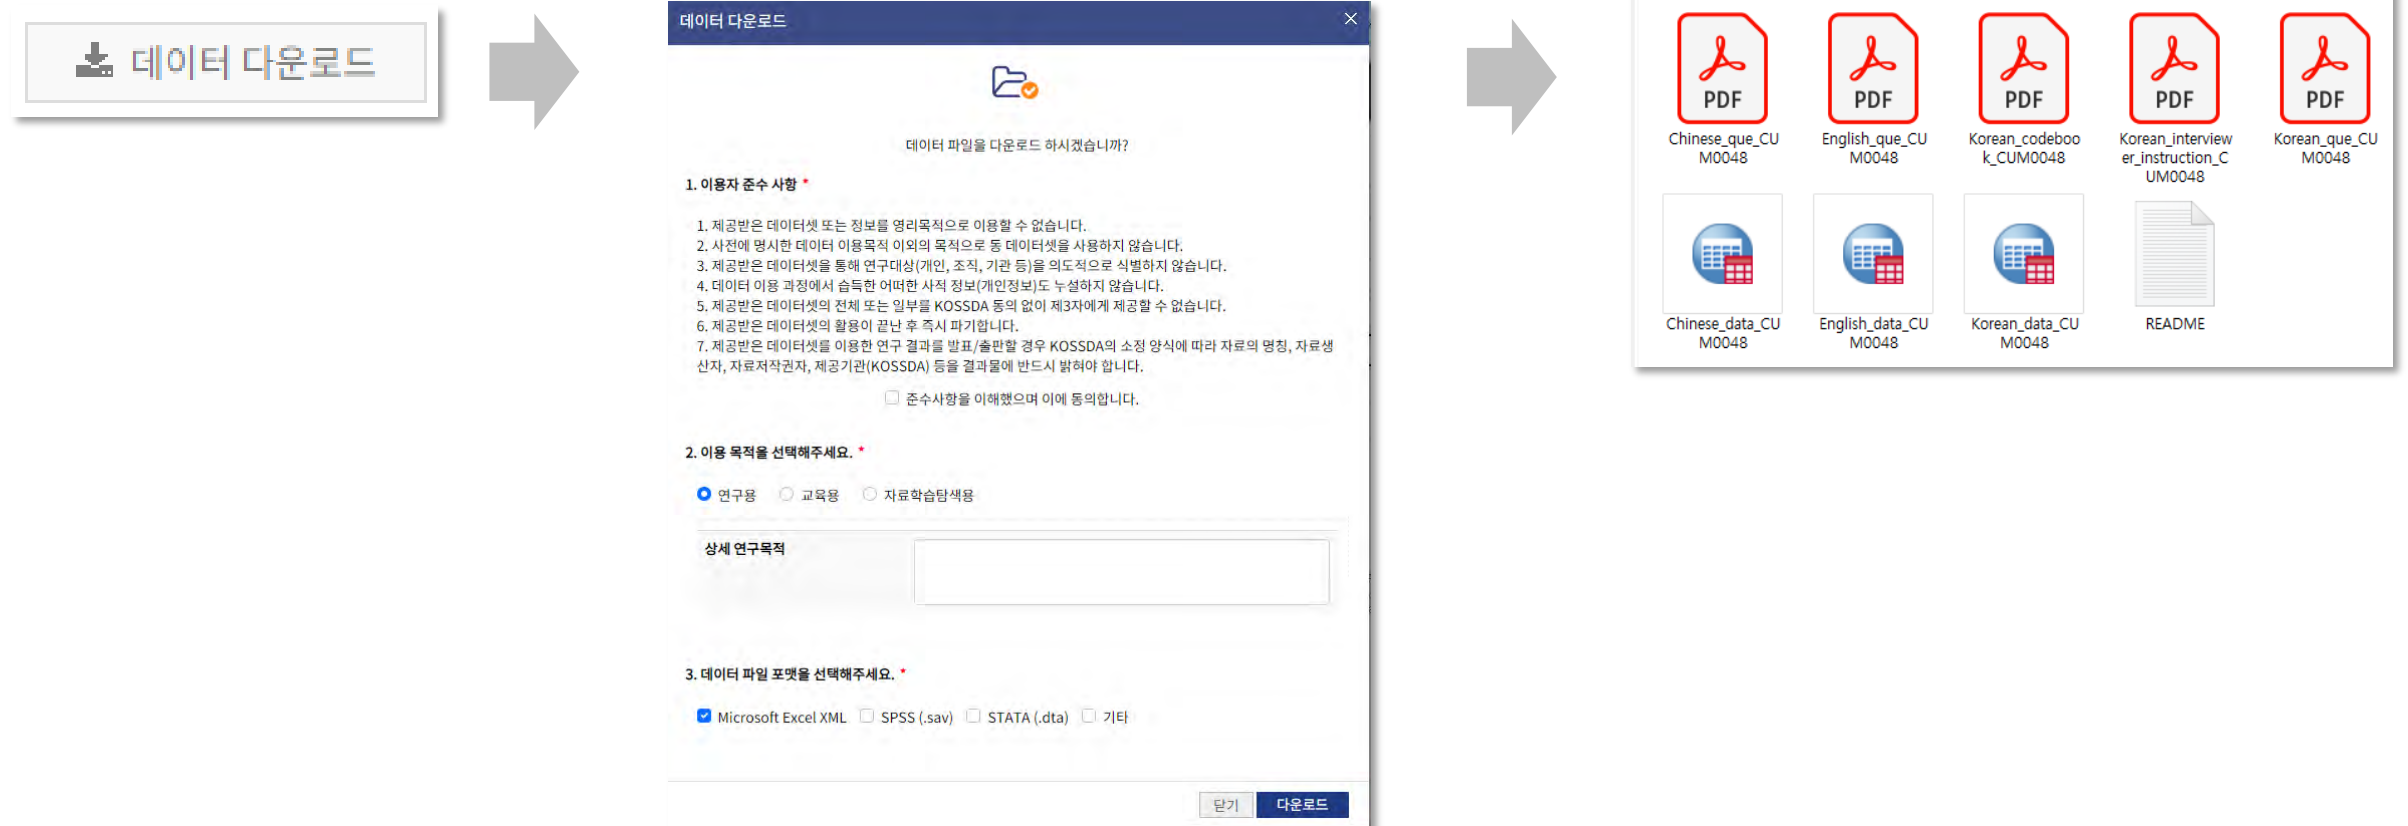 데이터 다운로드
데이터 다운로드
데이터 파일을 다운로드 하시겠습니까?
1. 이용자 준수 사항 *
1. 제공받은 데이터셋 또는 정보를 영리목적으로 이용할 수 없습니다.
2. 사전에 명시한 데이터 이용목적 이외의 목적으로 동 데이터셋을 사용하지 않습니다.
3. 제공받은 데이터셋을 통해 연구대상(개인, 조직, 기관 등)을 의도적으로 식별하지 않습니다.
4. 데이터 이용 과정에서 습득한 어떠한 사적 정보(개인정보)도 누설하지 않습니다.
5. 제공받은 데이터셋의 전체 또는 일부를 KOSSDA 동의 없이 제3자에게 제공할 수 없습니다.
6. 제공받은 데이터셋의 활용이 끝난 후 즉시 파기합니다.
7. 제공받은 데이터셋를 이용한 연구 결과를 발표/출판할 경우 KOSSDA의 소정 양식에 따라 자료의 명칭, 자료생
산자, 자료저작권자, 제공기관(KOSSDA) 등을 결과물에 반드시 밝혀야 합니다.
준수사항을 이해했으며 이에 동의합니다.
2. 이용 목적을 선택해주세요. *
연구용 교육용 자료학습탐색용
상세 연구목적
3. 데이터 파일 포맷을 선택해주세요. *
Microsoft Excel XML SPSS (.sav) STATA (.dta) 기타
닫기 다운로드
PDF PDF PDF PDF PDF
Chinese_que_CU English_que_CU Korean_codeboo Korean_interview Korean_que_CU
M0048 M0048 k_CUM0048 er_instruction_C M0048
UM0048
Chinese_data_CU English_data_CU Korean_data_CU README
M0048 M0048 M0048